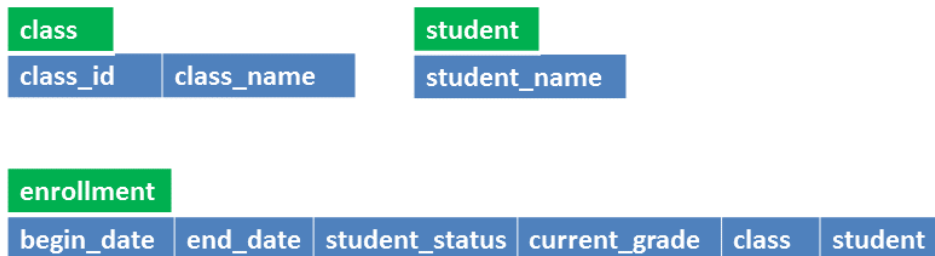 class student
class_id class_name student_name
enrollment
begin_date end_date student_status current_grade class student